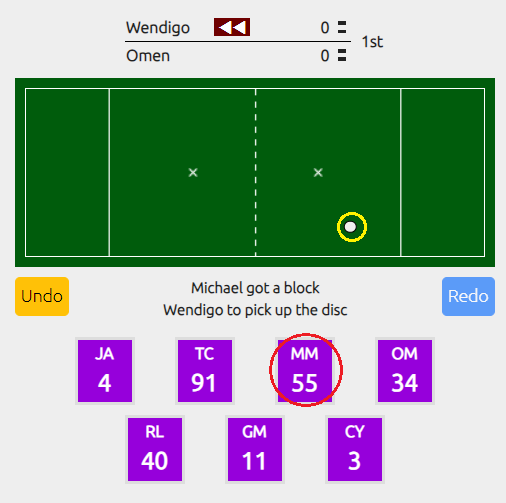 Wendigo 0
1st
Omen 0
Undo
Michael got a block
Wendigo to pick up the disc
Redo
JA TC MM OM
4 91 55 34
RL GM CY
40 11 3